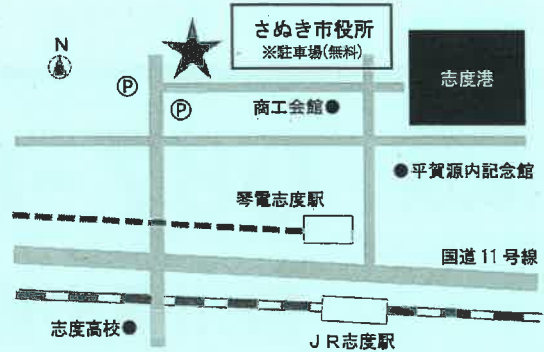 さぬき市役所
※駐車場(無料)
N
志度港
P
P
商工会館
平賀源内記念館
琴電志度駅
国道11号線
志度高校
JR志度駅